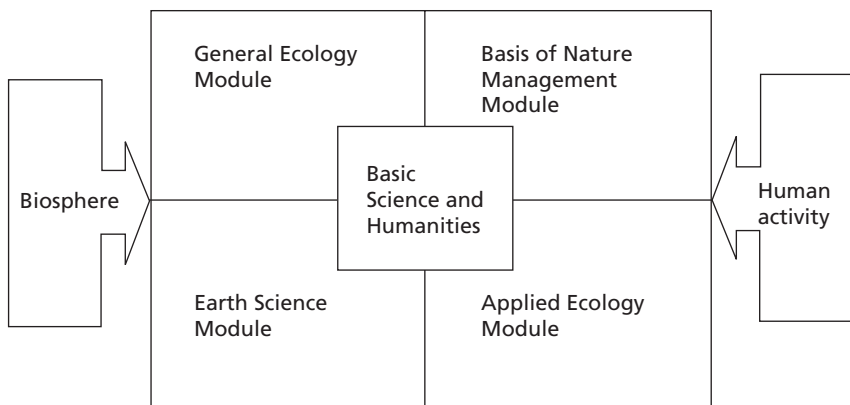 General Ecology
Module
Basis of Nature
Management
Module
Biosphere
Basic
Science and
Humanities
Human
activity
Earth Science
Module
Applied Ecology
Module